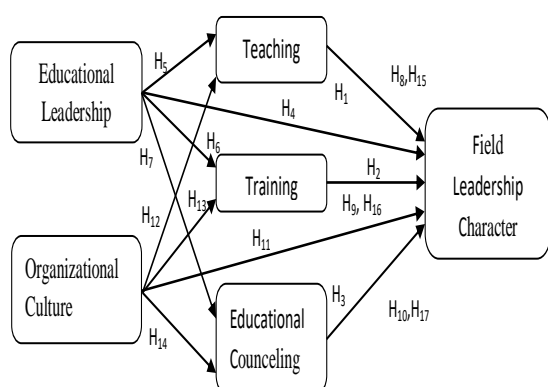 Teaching
Educational
Leadership
H5
H8,H15
H1
H4
H6
H7
Field
Leadership
Character
Training
H2
H9, H16
H13
H12
H11
Organizational
Culture
H14
Educational
Counceling
H3
H10,H17